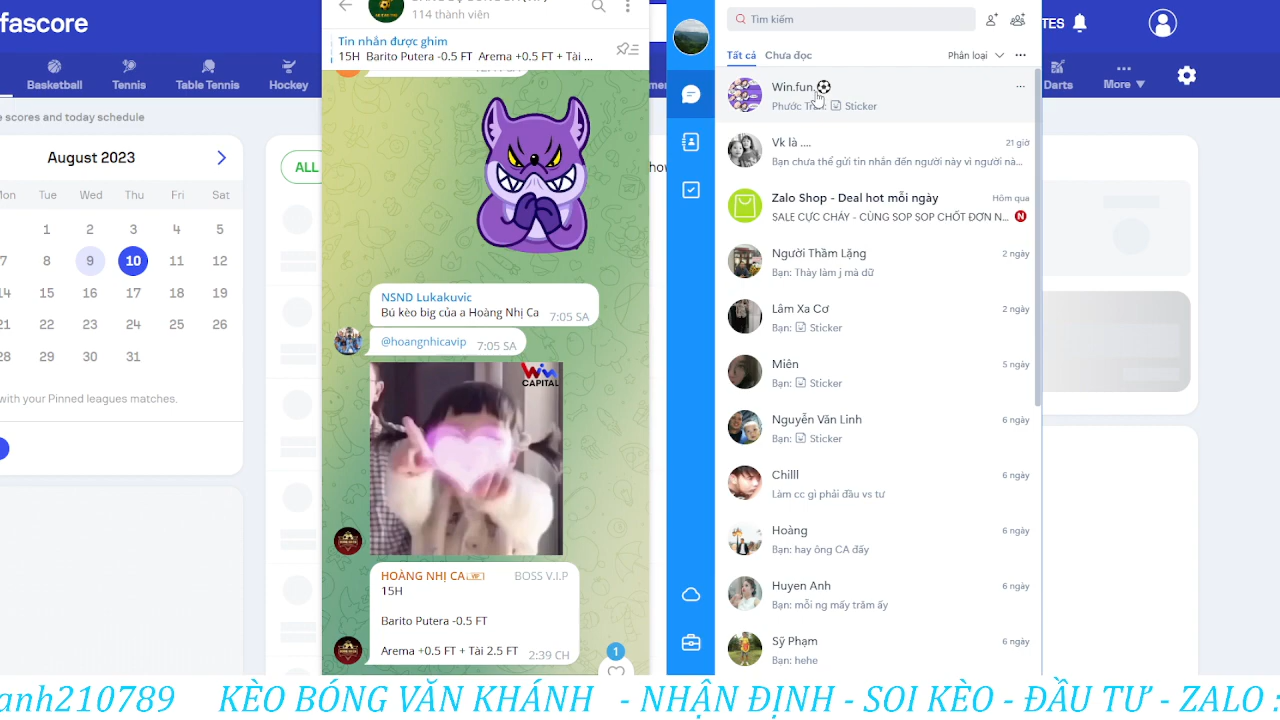 fascore
Basketball
Tennis
Table Tennis
Hockey
e scores and today schedule
August 2023
Mon Tue Wed Thu Fri Sat
1 2 3 4 5
7 8 9 10 11 12
14 15 16 17 18 19
21 22 23 24 25 26
28 29 30 31
with your Pinned leagues matches.
ALL
114 thành viên
Tin nhắn được ghim
15H Barito Putera -0.5 FT Arema +0.5 FT + Tài ...
NSND Lukakuvic
Bú kèo big của a Hoàng Nhị Ca 7:05 SA
@hoangnhicavip 7:05 SA
WIN CAPITAL
HOÀNG NHỊ CA VIP BOSS V.I.P
15H
Barito Putera -0.5 FT
Arema +0.5 FT + Tài 2.5 FT 2:39 CH
1
Tìm kiếm
Tất cả Chưa đọc Phân loại
Win.fun
Phước Trần: Sticker
Vk là .... 21 giờ
Bạn chưa thể gửi tin nhắn đến người này vì người nà...
Zalo Shop - Deal hot mỗi ngày Hôm qua
SALE CỰC CHÁY - CÙNG SOP SOP CHỐT ĐƠN N... N
Người Thầm Lặng 2 ngày
Bạn: Thày làm j mà dữ
Lâm Xa Cơ 2 ngày
Bạn: Sticker
Miên 5 ngày
Bạn: Sticker
Nguyễn Văn Linh 6 ngày
Bạn: Sticker
Chilll 6 ngày
Làm cc gì phải đầu vs tư
Hoàng 6 ngày
Bạn: hay ông CA đấy
Huyen Anh 6 ngày
Bạn: mỗi ng mấy trăm ấy
Sỹ Phạm 6 ngày
Bạn: hehe
TES
Darts
More
anh210789 KÈO BÓNG VĂN KHÁNH - NHẬN ĐỊNH - SOI KÈO - ĐẦU TƯ - ZALO :